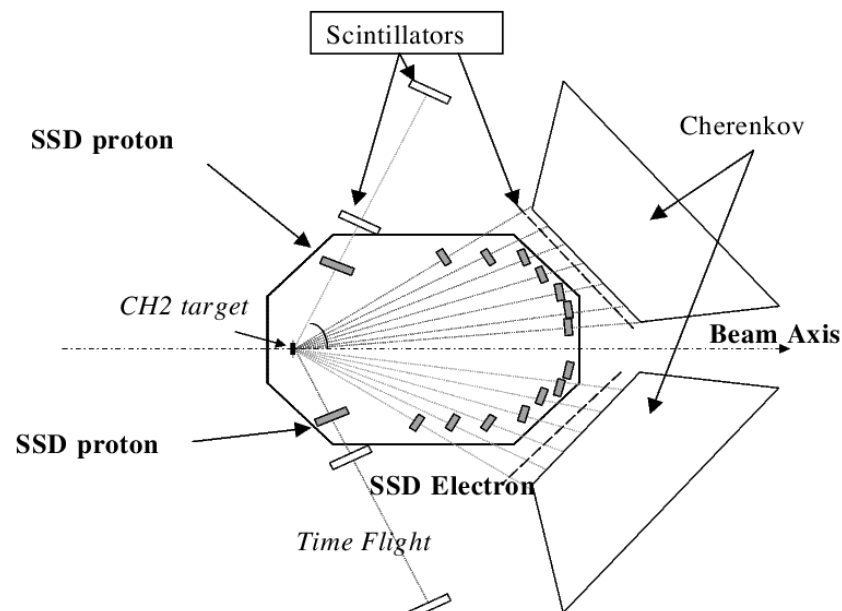 Scintillators
Cherenkov
SSD proton
CH2 target
Beam Axis
SSD proton
SSD Electron
Time Flight